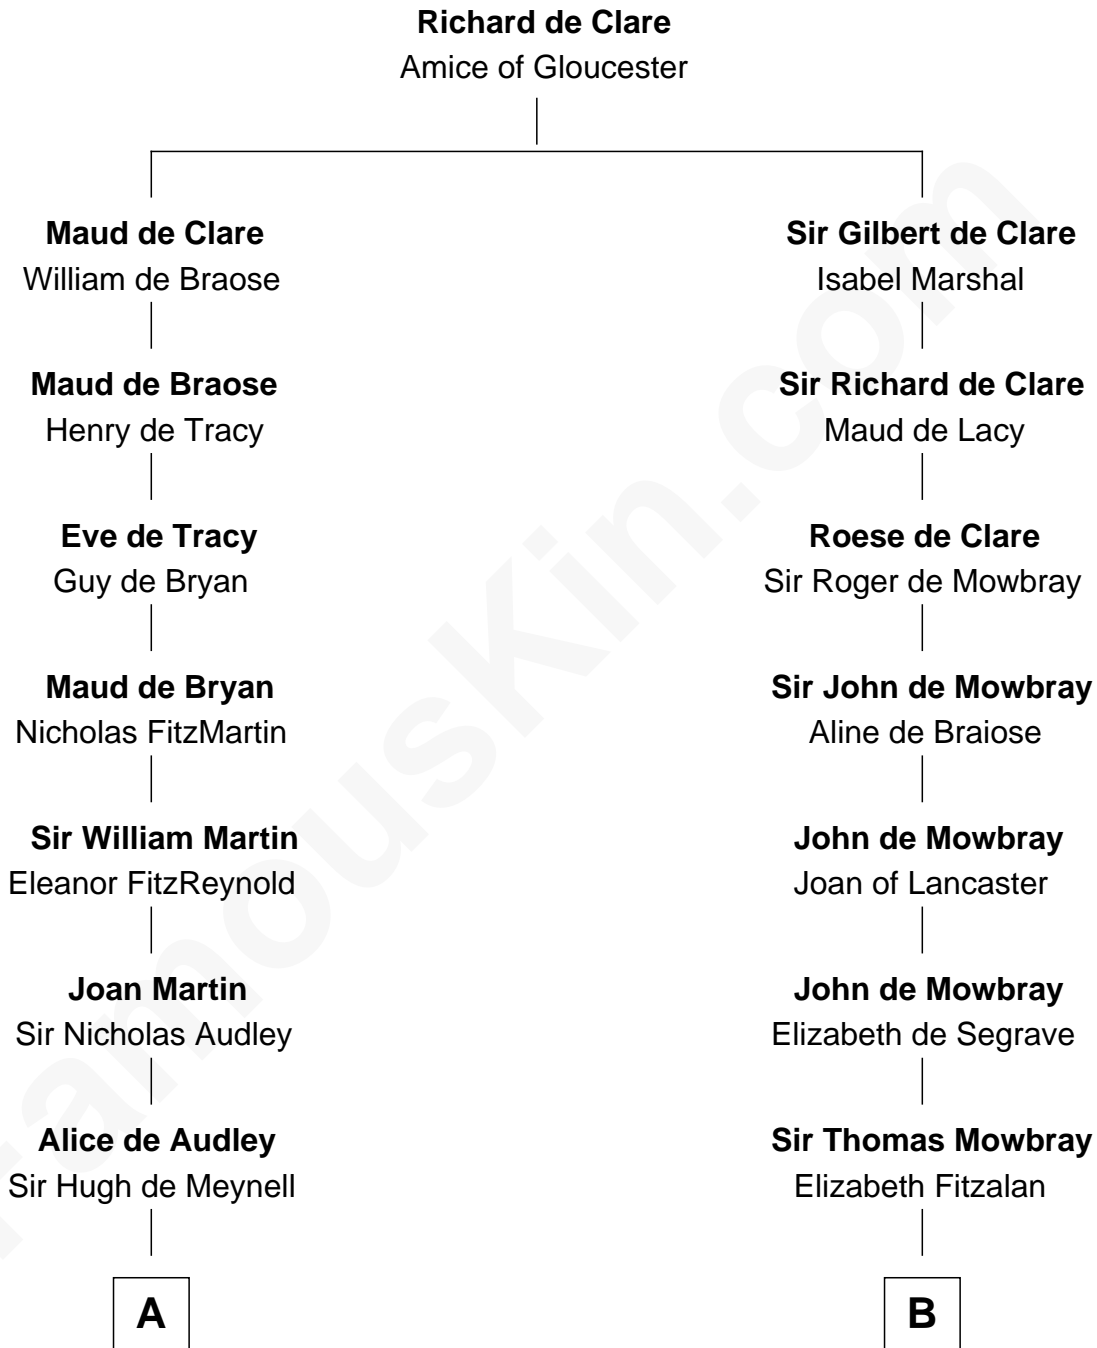 Richard de Clare
Amice of Gloucester
Maud de Clare
William de Braose
Maud de Braose
Henry de Tracy
Eve de Tracy
Guy de Bryan
Maud de Bryan
Nicholas FitzMartin
Sir William Martin
Eleanor FitzReynold
Joan Martin
Sir Nicholas Audley
Alice de Audley
Sir Hugh de Meynell
A
Sir Gilbert de Clare
Isabel Marshal
Sir Richard de Clare
Maud de Lacy
Roese de Clare
Sir Roger de Mowbray
Sir John de Mowbray
Aline de Braiose
John de Mowbray
Joan of Lancaster
John de Mowbray
Elizabeth de Segrave
Sir Thomas Mowbray
Elizabeth Fitzalan
B
FamousKin.com